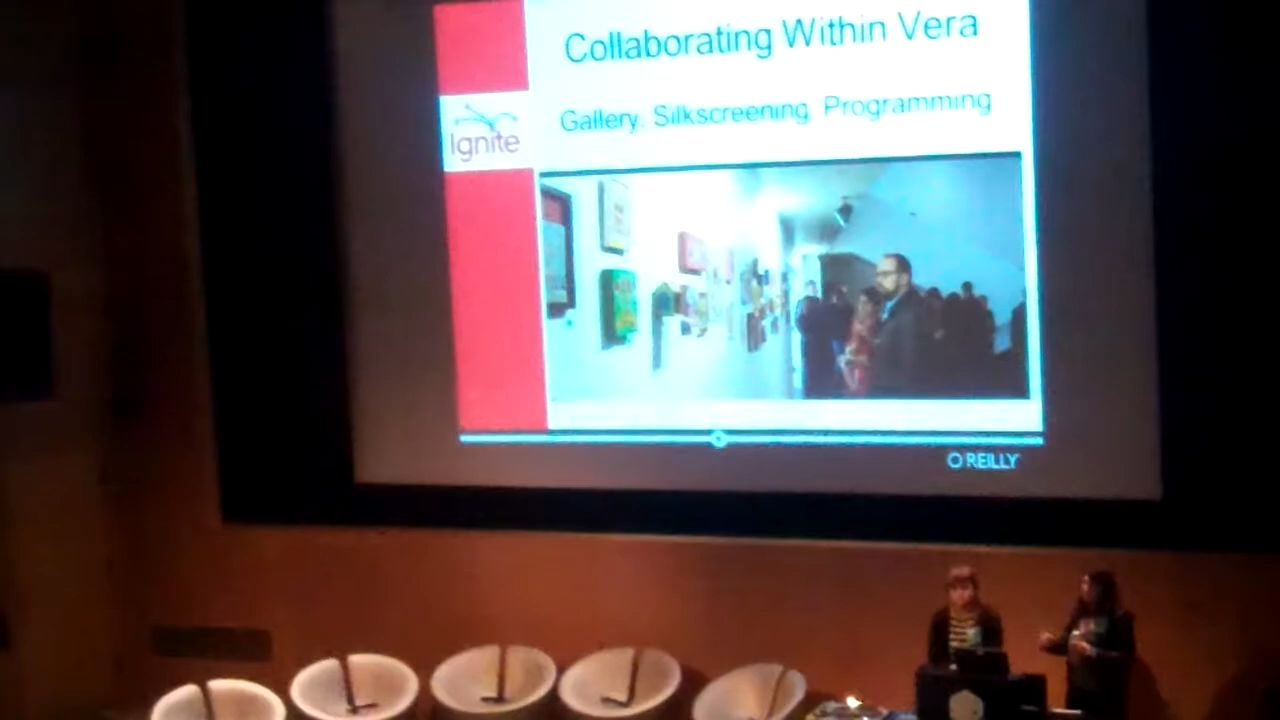 Collaborating Within Vera
Gallery, Silkscreening, Programming
Ignite
O'REILLY